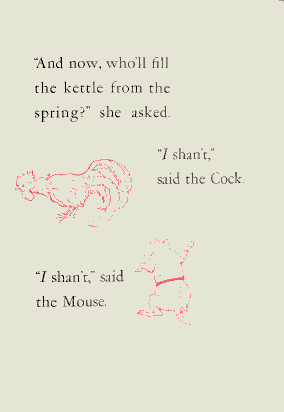 “And now, who'll fill
the kettle from the
spring?” she asked.
“I shan't,”
said the Cock.
“I shan't,” said
the Mouse.